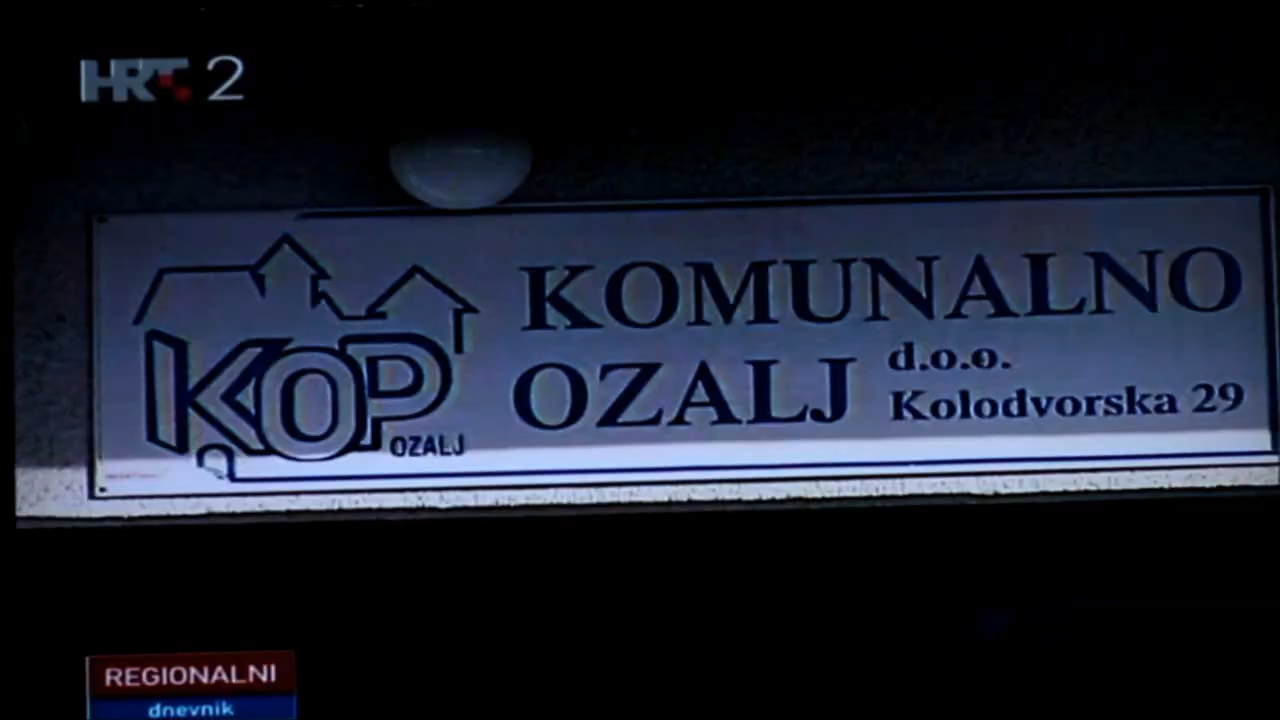 HRT 2
KOMUNALNO
OZALJ
d.o.o.
Kolodvorska 29
KOP
OZALJ
REGIONALNI
dnevnik